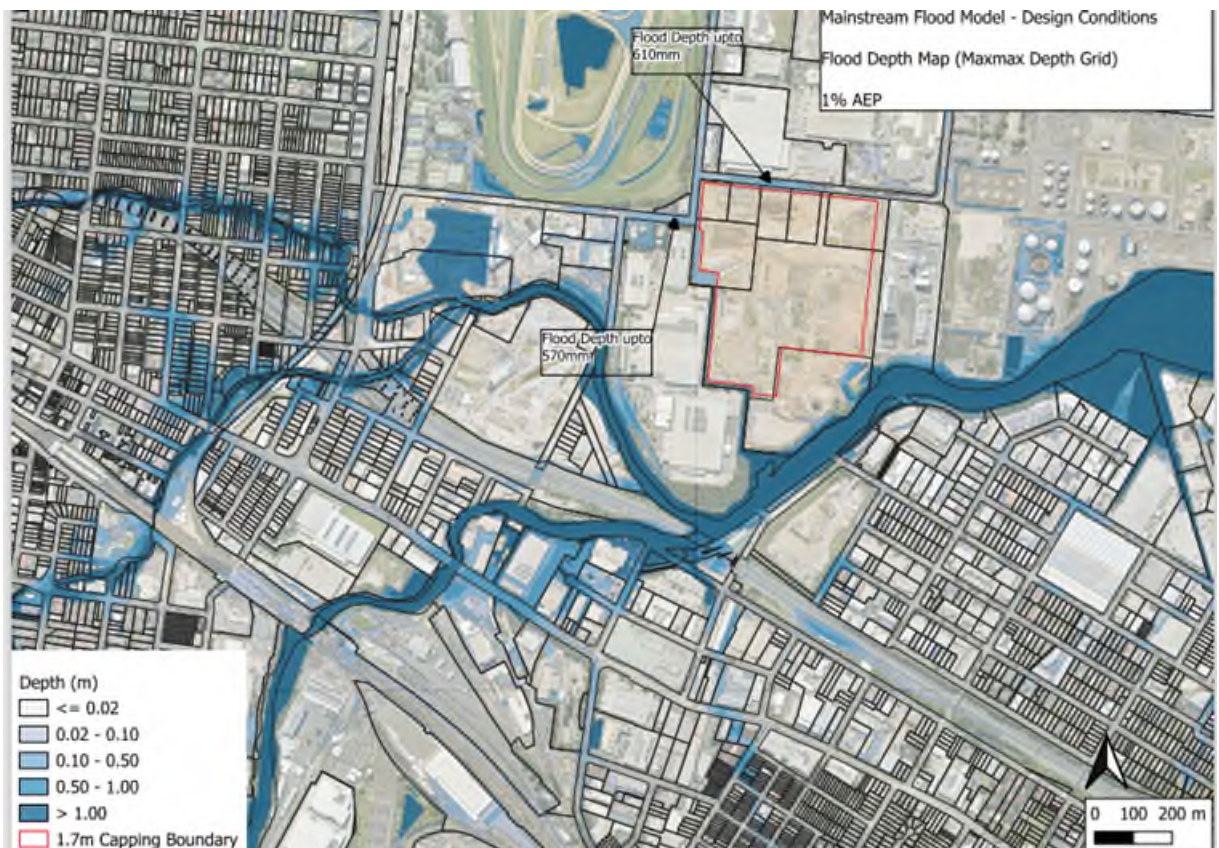 Mainstream Flood Model - Design Conditions
Flood Depth Map (Maxmax Depth Grid)
1% AEP
Flood Depth upto
610mm
Flood Depth upto
570mm
Depth (m)
<= 0.02
0.02 - 0.10
0.10 - 0.50
0.50 - 1.00
> 1.00
1.7m Capping Boundary
0 100 200 m